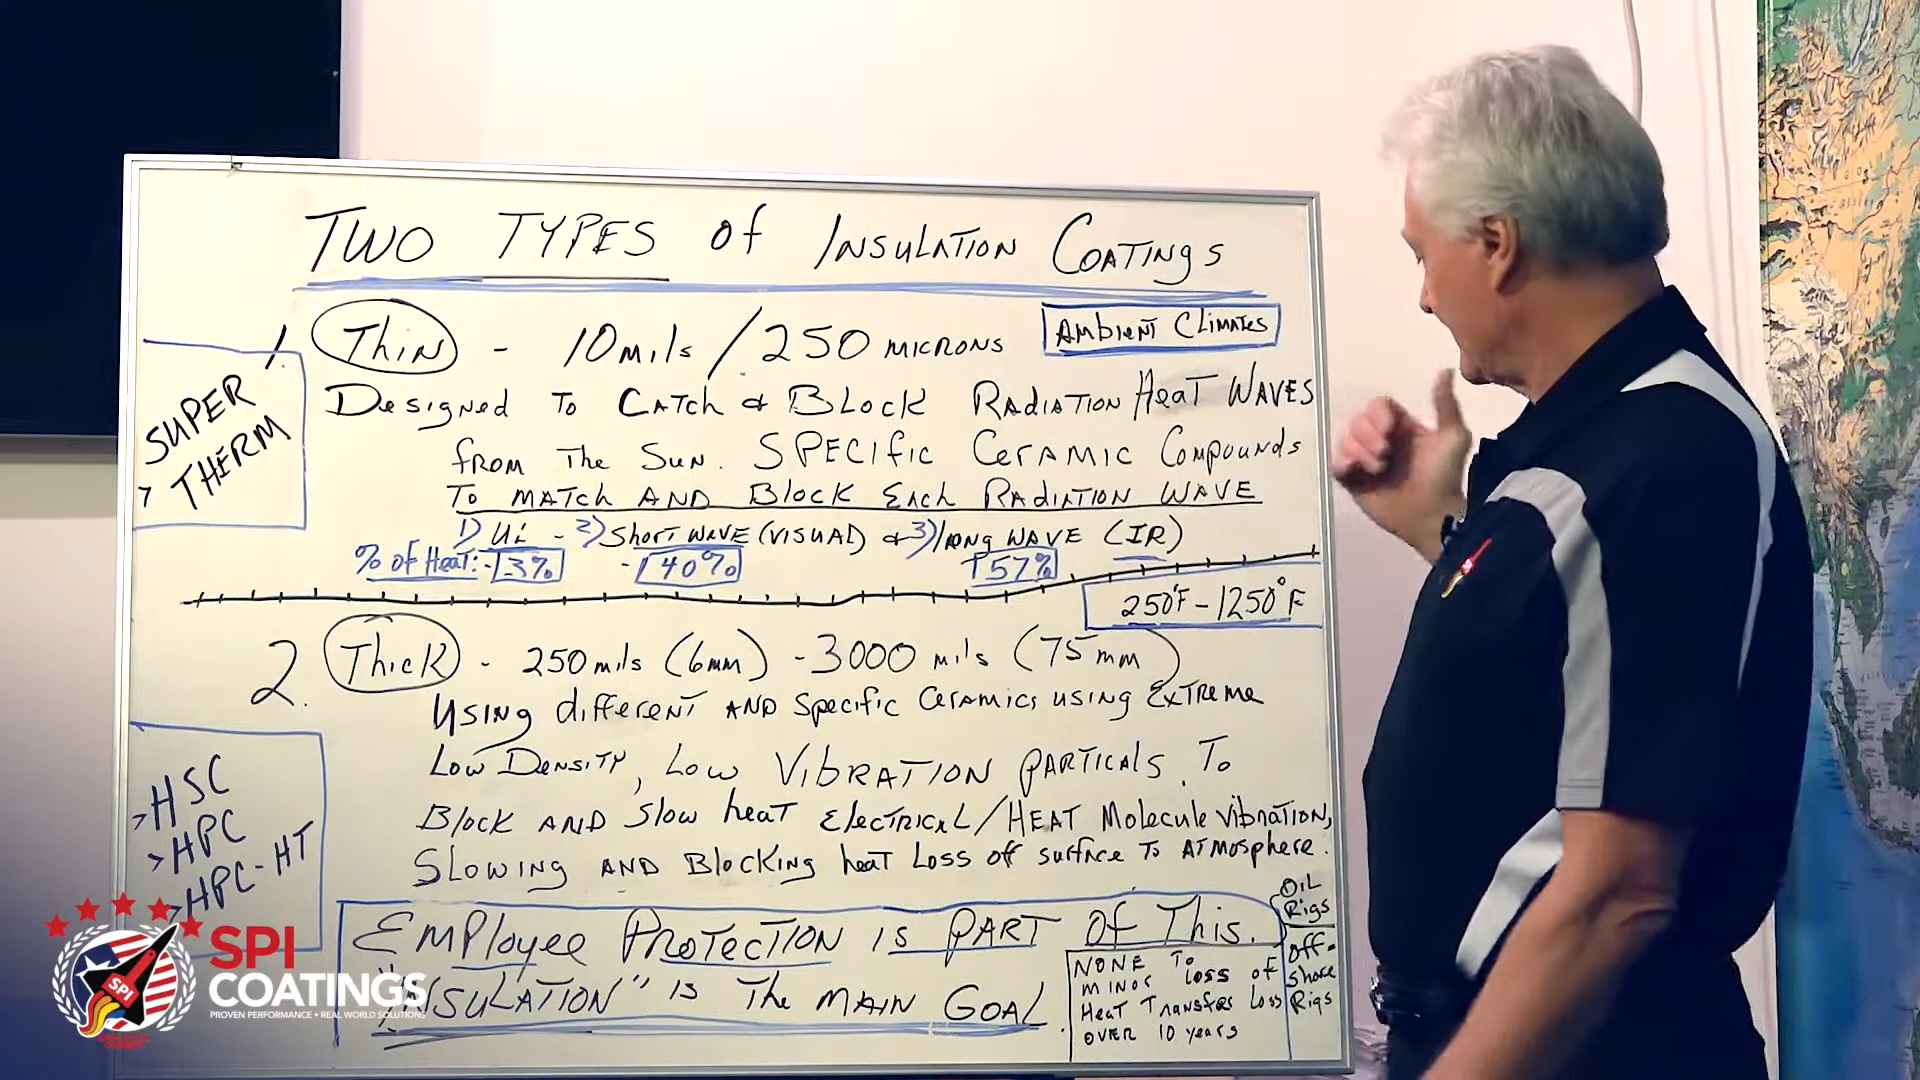 TWO TYPES of INSULATION COATINGS
1. Thin - 10 mils / 250 MICRONS
AMBIENT CLIMATES
DESIGNED TO CATCH & BLOCK RADIATION HEAT WAVES
FROM The SUN. SPECIfic CERAMIC COMPOUNDS
TO MATCH AND BLOCK EACH RADIATION WAVE
1) UV - 2) Short WAVE (VISUAL) & 3) long WAVE (IR)
% of HEAT: - 3% - 40% 57%
SUPER
THERM
250°F - 1250°F
2. Thick - 250 mils (6mm) - 3000 mils (75mm)
USING different AND Specific Ceramics using EXTREME
LOW DENSITY, LOW VIBRATION PARTICALS. TO
BLOCK AND SLOW heAT ELECTRICAL/HEAT MOLECULE VIBRATION,
SLOWING AND BLOCKING heAT LOSS off SURFACE TO ATMOSPHERE.
> HSC
> HPC
> HPC-HT
EMPLOYEE PROTECTION IS PART Of This.
"INSULATION" IS The MAIN GOAL.
NONE TO
MINOR LOSS OF
HEAT TRANSFER LOSS
OVER 10 years
OIL
Rigs
Off-
Shore
Rigs
SPI
SPI
COATINGS
PROVEN PERFORMANCE • REAL WORLD SOLUTIONS